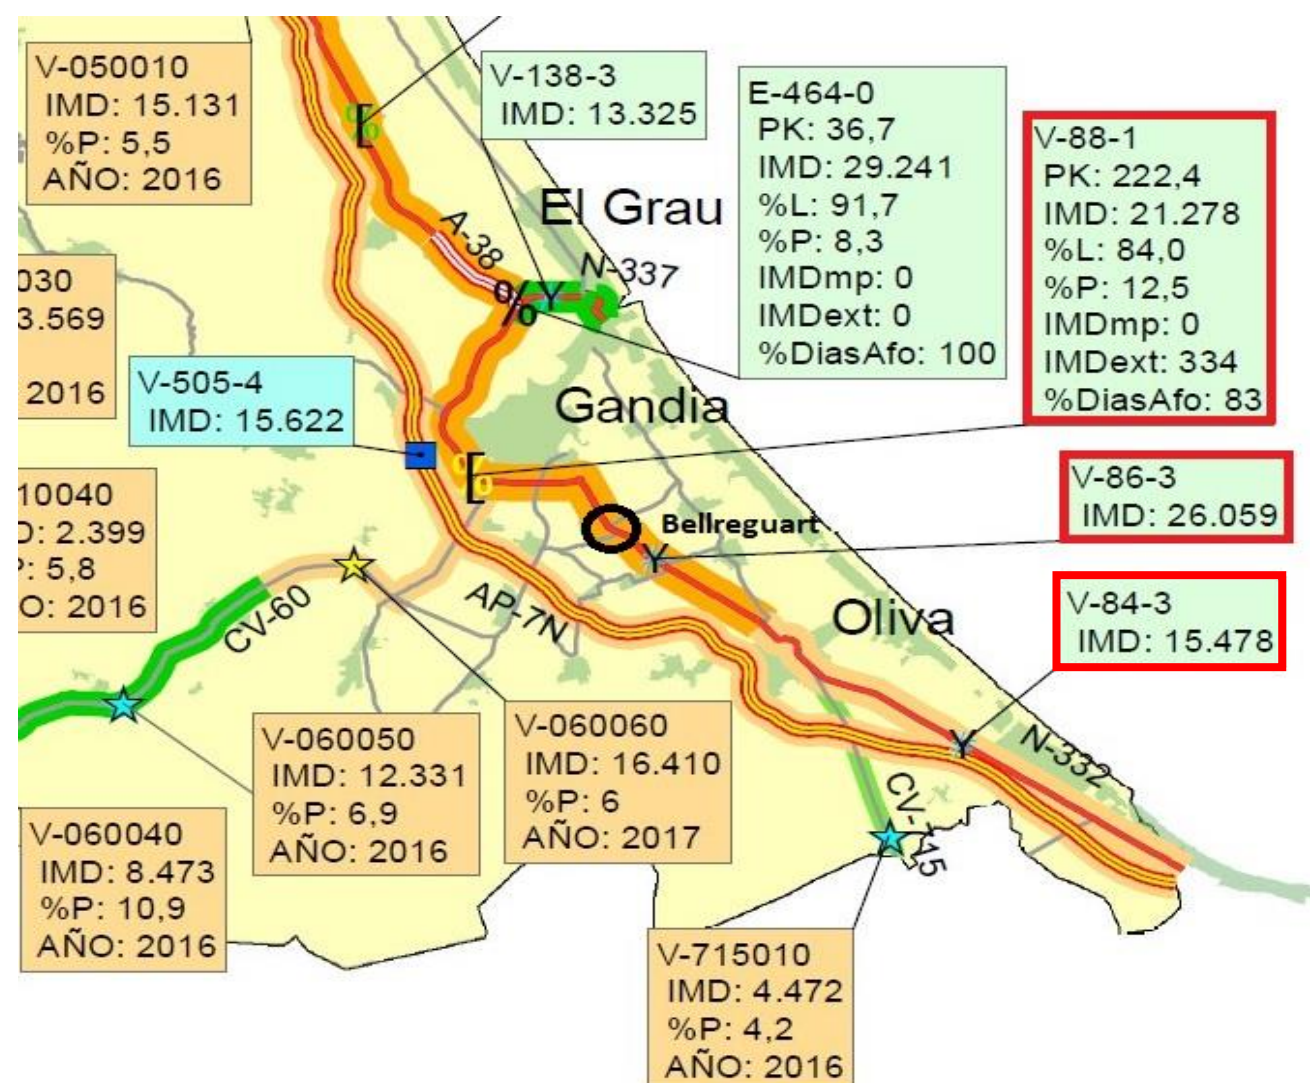 V-050010
IMD: 15.131
%P: 5,5
AÑO: 2016
V-138-3
IMD: 13.325
E-464-0
PK: 36,7
IMD: 29.241
%L: 91,7
%P: 8,3
IMDmp: 0
IMDext: 0
%DiasAfo: 100
V-88-1
PK: 222,4
IMD: 21.278
%L: 84,0
%P: 12,5
IMDmp: 0
IMDext: 334
%DiasAfo: 83
El Grau
A-38
N-337
030
3.569
2016
V-505-4
IMD: 15.622
Gandia
V-86-3
IMD: 26.059
Bellreguart
10040
D: 2.399
P: 5,8
ÑO: 2016
CV-60
AP-7N
Oliva
V-84-3
IMD: 15.478
N-332
V-060050
IMD: 12.331
%P: 6,9
AÑO: 2016
V-060060
IMD: 16.410
%P: 6
AÑO: 2017
V-060040
IMD: 8.473
%P: 10,9
AÑO: 2016
V-715010
IMD: 4.472
%P: 4,2
AÑO: 2016